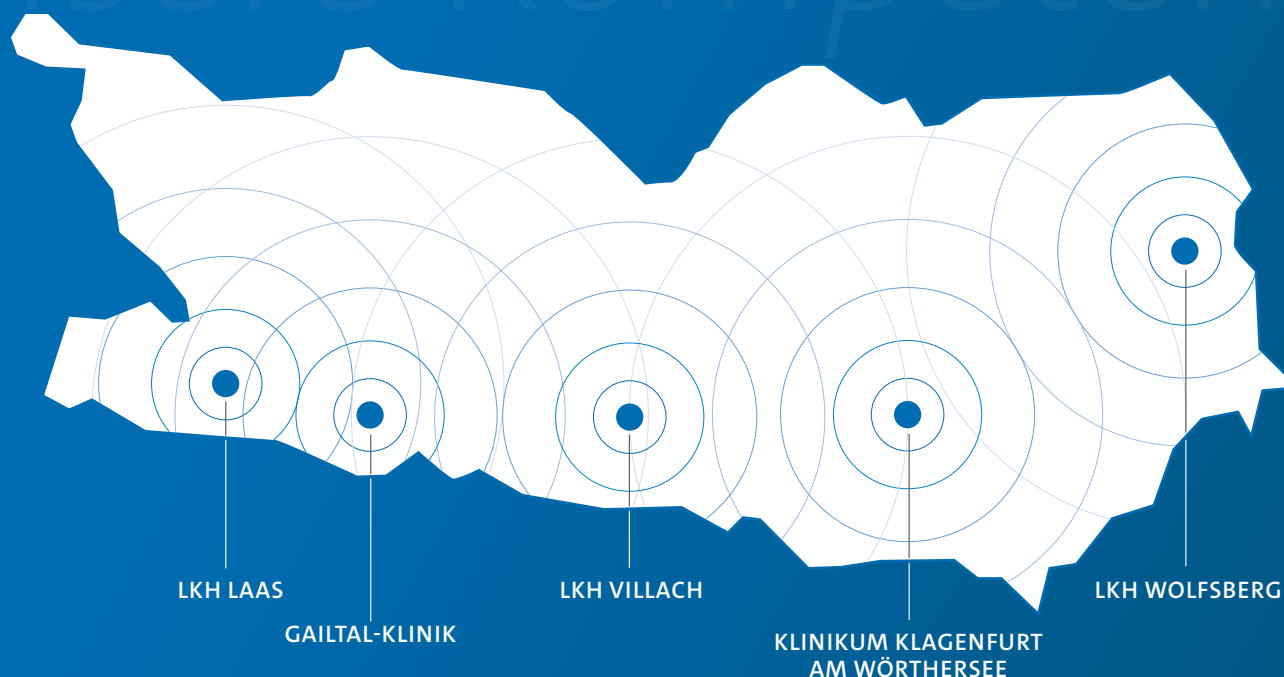 LKH LAAS
GAILTAL-KLINIK
LKH VILLACH
KLINIKUM KLAGENFURT
AM WÖRTHERSEE
LKH WOLFSBERG